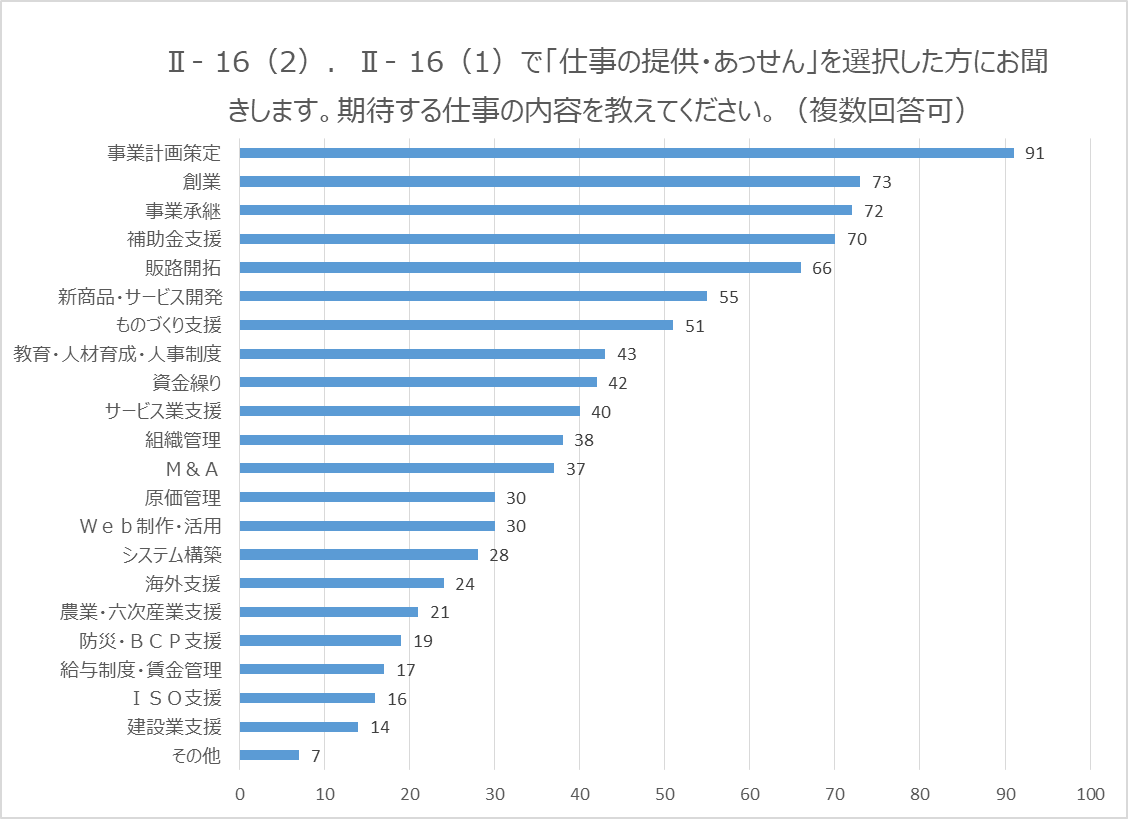 Ⅱ- 16（2）． Ⅱ- 16（1）で「仕事の提供・あっせん」を選択した方にお聞
きします。期待する仕事の内容を教えてください。（複数回答可）
事業計画策定 91
創業 73
事業承継 72
補助金支援 70
販路開拓 66
新商品・サービス開発 55
ものづくり支援 51
教育・人材育成・人事制度 43
資金繰り 42
サービス業支援 40
組織管理 38
Ｍ＆Ａ 37
原価管理 30
Ｗｅｂ制作・活用 30
システム構築 28
海外支援 24
農業・六次産業支援 21
防災・ＢＣＰ支援 19
給与制度・賃金管理 17
ＩＳＯ支援 16
建設業支援 14
その他 7
0 10 20 30 40 50 60 70 80 90 100